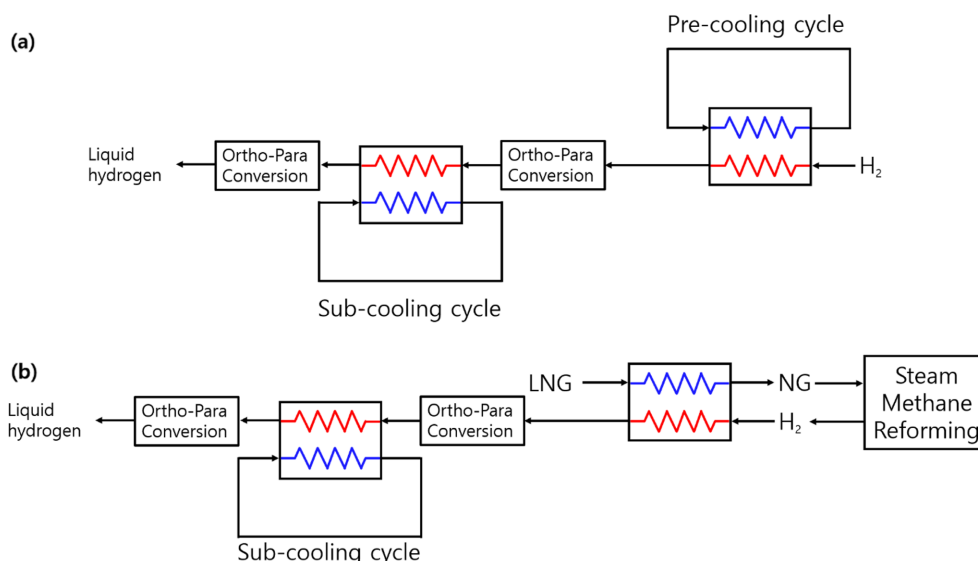 (a)
Pre-cooling cycle
Liquid
hydrogen
Ortho-Para
Conversion
Ortho-Para
Conversion
H₂
Sub-cooling cycle
(b)
LNG
NG
Steam
Methane
Reforming
Liquid
hydrogen
Ortho-Para
Conversion
Ortho-Para
Conversion
H₂
Sub-cooling cycle